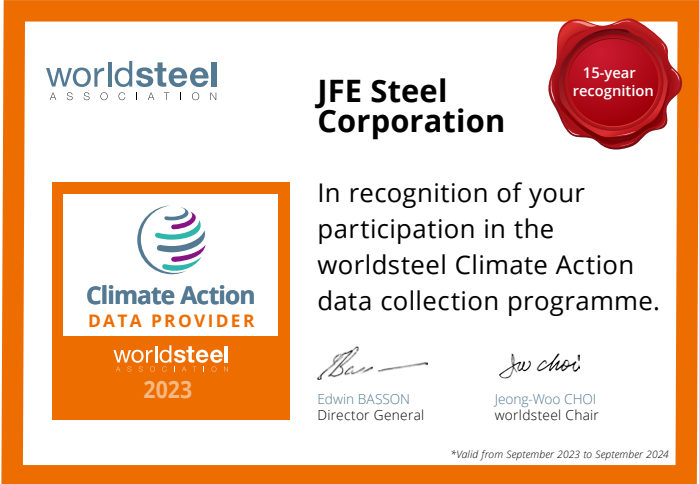 worldsteel
ASSOCIATION
15-year
recognition
JFE Steel
Corporation
In recognition of your
participation in the
worldsteel Climate Action
data collection programme.
Climate Action
DATA PROVIDER
worldsteel
ASSOCIATION
2023
Edwin BASSON
Director General
Jeong-Woo CHOI
worldsteel Chair
*Valid from September 2023 to September 2024